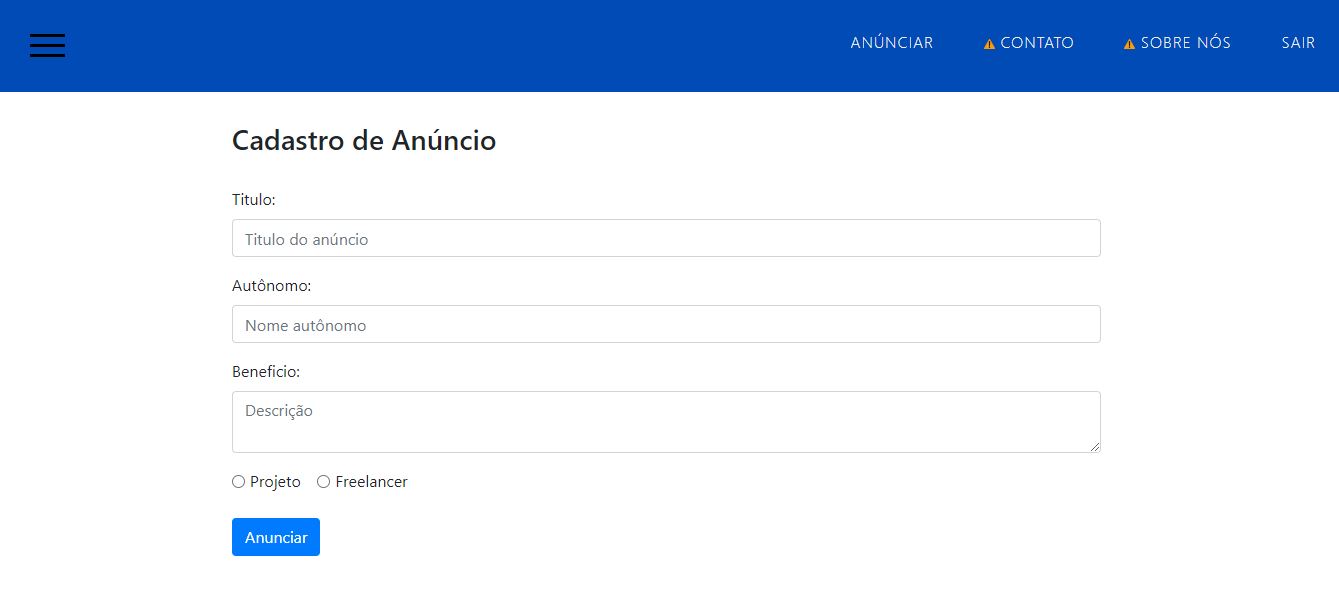 ANÚNCIAR CONTATO SOBRE NÓS SAIR
Cadastro de Anúncio
Titulo:
Titulo do anúncio
Autônomo:
Nome autônomo
Beneficio:
Descrição
Projeto Freelancer
Anunciar